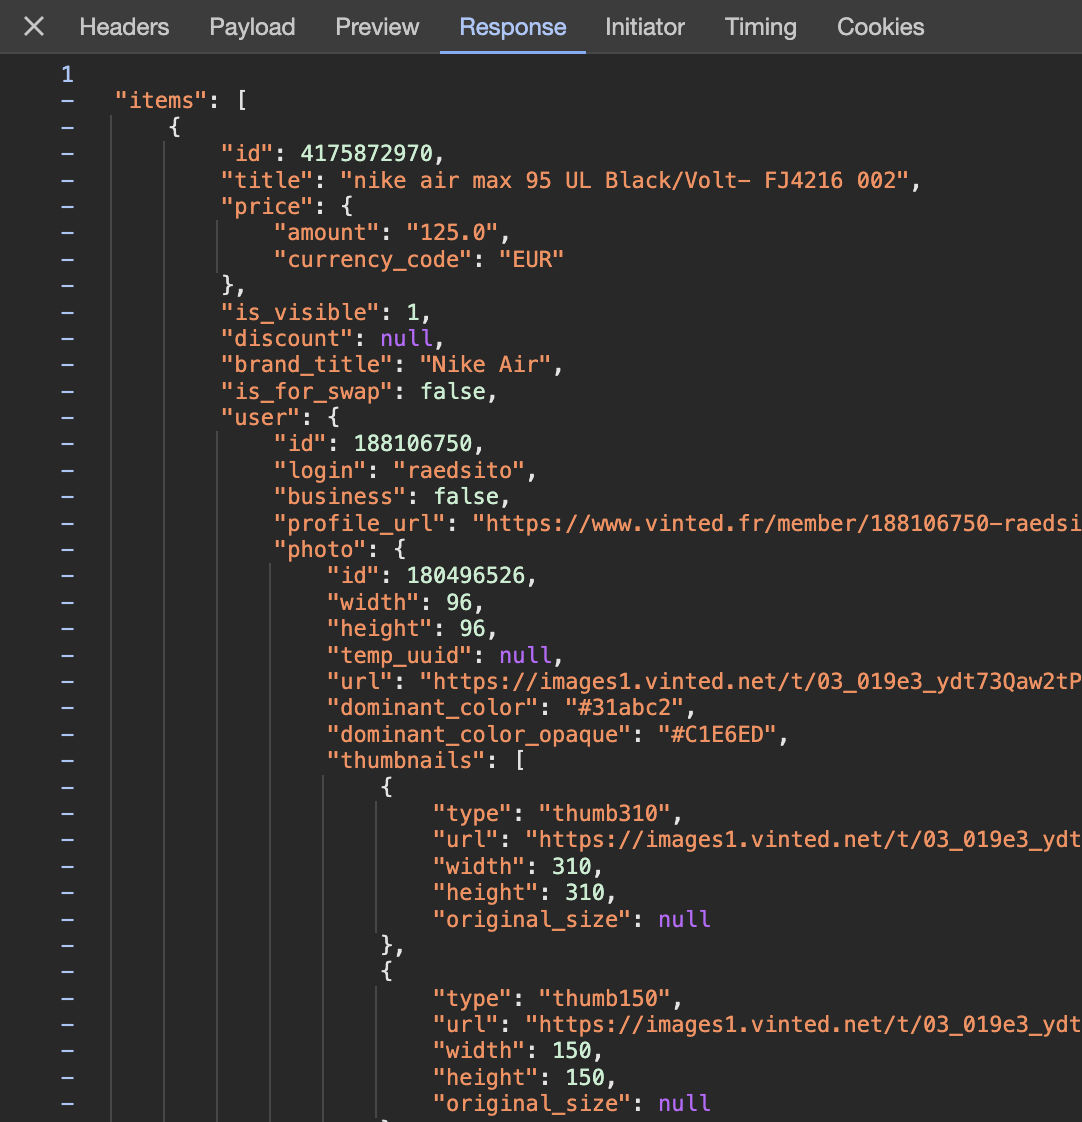 Headers Payload Preview Response Initiator Timing Cookies
1
"items": [
{
"id": 4175872970,
"title": "nike air max 95 UL Black/Volt– FJ4216 002",
"price": {
"amount": "125.0",
"currency_code": "EUR"
},
"is_visible": 1,
"discount": null,
"brand_title": "Nike Air",
"is_for_swap": false,
"user": {
"id": 188106750,
"login": "raedsito",
"business": false,
"profile_url": "https://www.vinted.fr/member/188106750-raedsi
"photo": {
"id": 180496526,
"width": 96,
"height": 96,
"temp_uuid": null,
"url": "https://images1.vinted.net/t/03_019e3_ydt73Qaw2tP
"dominant_color": "#31abc2",
"dominant_color_opaque": "#C1E6ED",
"thumbnails": [
{
"type": "thumb310",
"url": "https://images1.vinted.net/t/03_019e3_ydt
"width": 310,
"height": 310,
"original_size": null
},
{
"type": "thumb150",
"url": "https://images1.vinted.net/t/03_019e3_ydt
"width": 150,
"height": 150,
"original_size": null